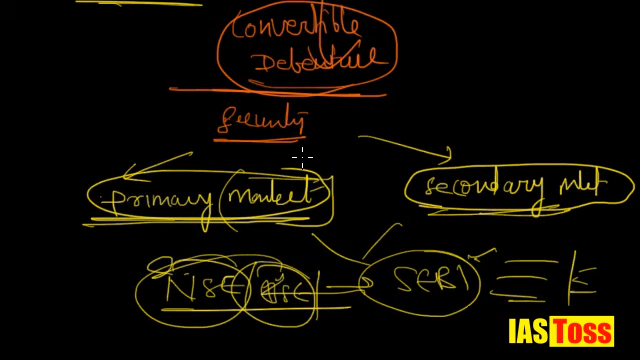 Convertible
Debenture
Security
Primary Market
Secondary Mkt
NSE BSE SEBI
IASToss